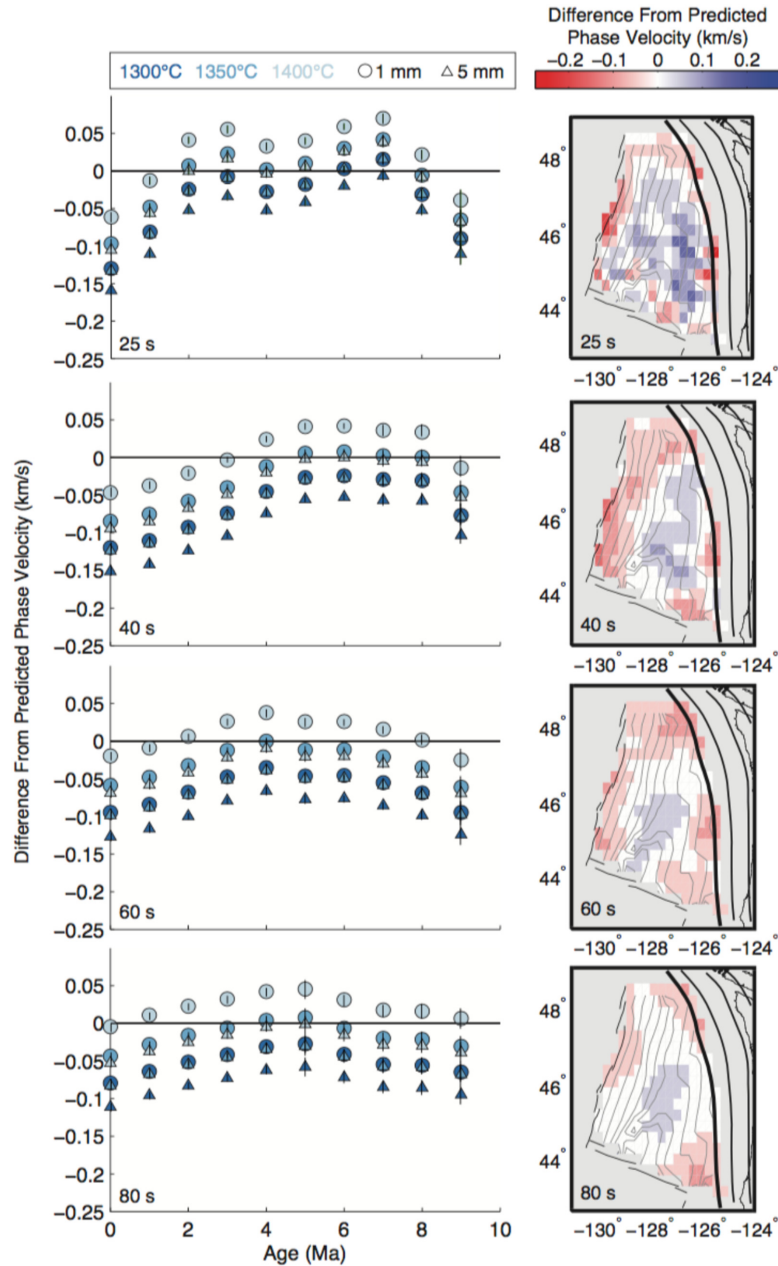 Difference From Predicted
Phase Velocity (km/s)
-0.2 -0.1 0 0.1 0.2
1300°C 1350°C 1400°C 1 mm 5 mm
0.05
0
-0.05
-0.1
-0.15
-0.2
-0.25
25 s
48°
46°
44°
25 s
-130° -128° -126° -124°
0.05
0
-0.05
-0.1
-0.15
-0.2
-0.25
40 s
48°
46°
44°
40 s
-130° -128° -126° -124°
Difference From Predicted Phase Velocity (km/s)
0.05
0
-0.05
-0.1
-0.15
-0.2
-0.25
60 s
48°
46°
44°
60 s
-130° -128° -126° -124°
0.05
0
-0.05
-0.1
-0.15
-0.2
-0.25
80 s
0 2 4 6 8 10
Age (Ma)
48°
46°
44°
80 s
-130° -128° -126° -124°